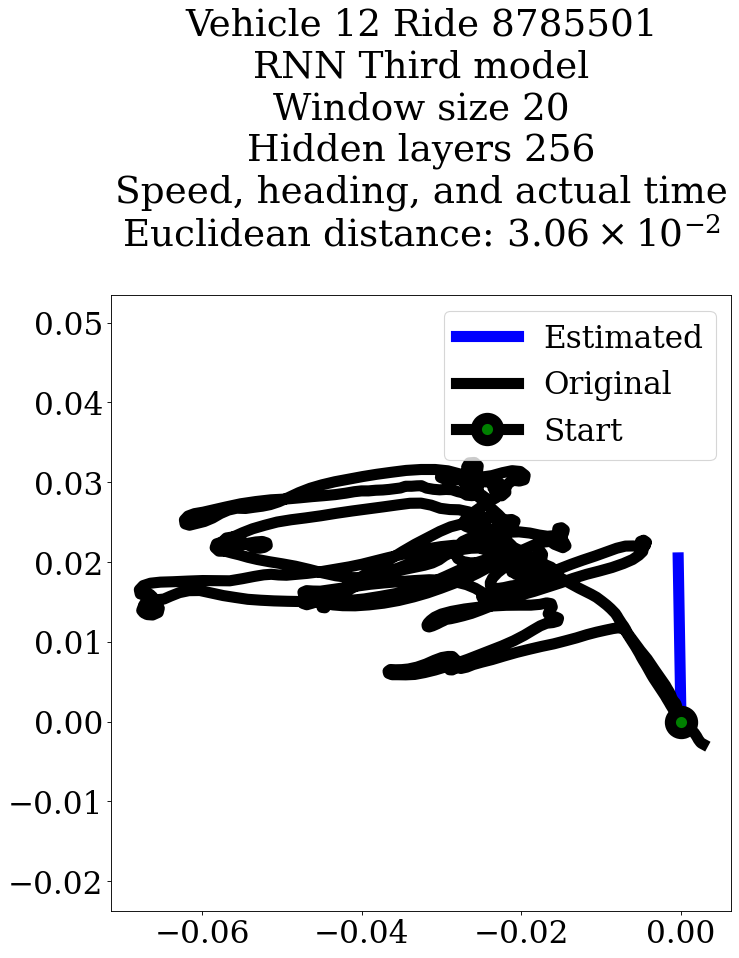 Vehicle 12 Ride 8785501
RNN Third model
Window size 20
Hidden layers 256
Speed, heading, and actual time
Euclidean distance: 3.06 × 10⁻²
Estimated
Original
Start
0.05
0.04
0.03
0.02
0.01
0.00
−0.01
−0.02
−0.06 −0.04 −0.02 0.00